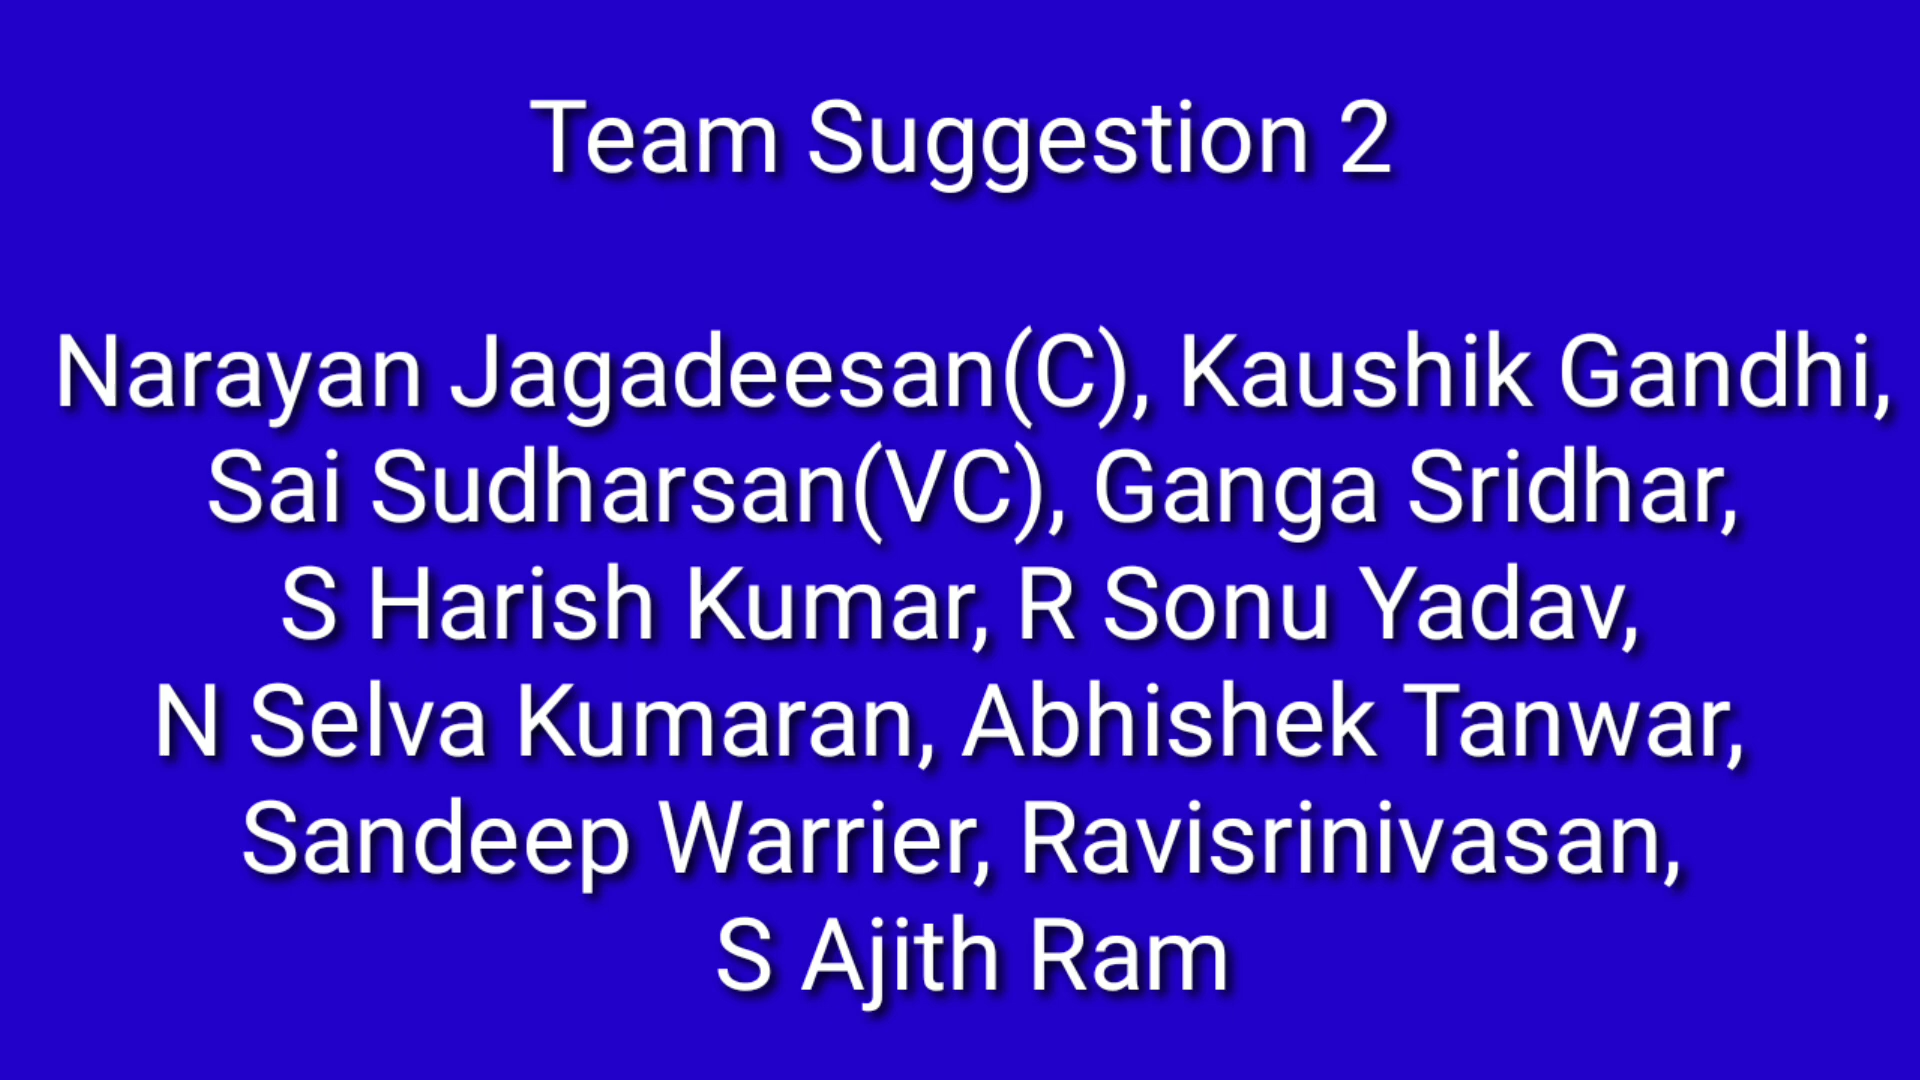 Team Suggestion 2
Narayan Jagadeesan(C), Kaushik Gandhi,
Sai Sudharsan(VC), Ganga Sridhar,
S Harish Kumar, R Sonu Yadav,
N Selva Kumaran, Abhishek Tanwar,
Sandeep Warrier, Ravisrinivasan,
S Ajith Ram